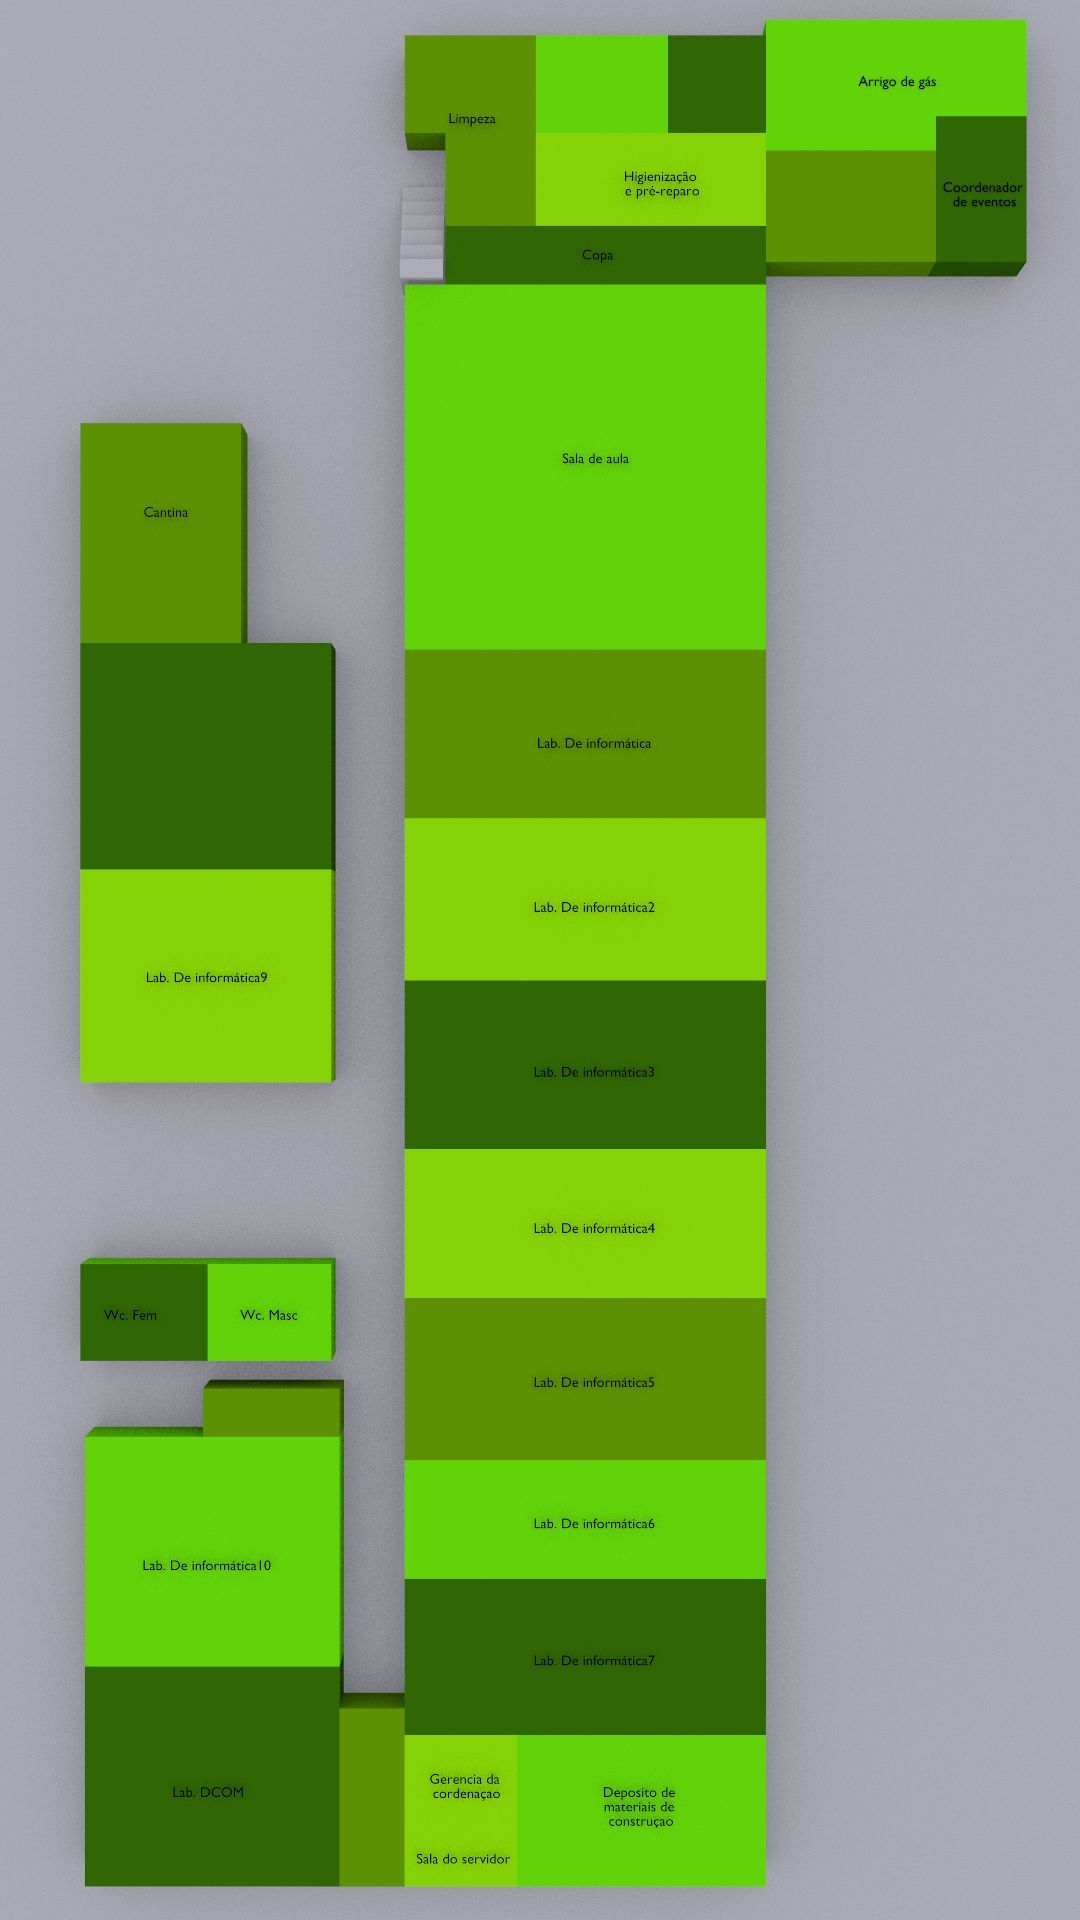 Arrigo de gás
Limpeza
Higienização
e pré-reparo
Coordenador
de eventos
Copa
Sala de aula
Cantina
Lab. De informática
Lab. De informática2
Lab. De informática9
Lab. De informática3
Lab. De informática4
Wc. Fem
Wc. Masc
Lab. De informática5
Lab. De informática6
Lab. De informática10
Lab. De informática7
Gerencia da
cordenaçao
Lab. DCOM
Deposito de
materiais de
construçao
Sala do servidor